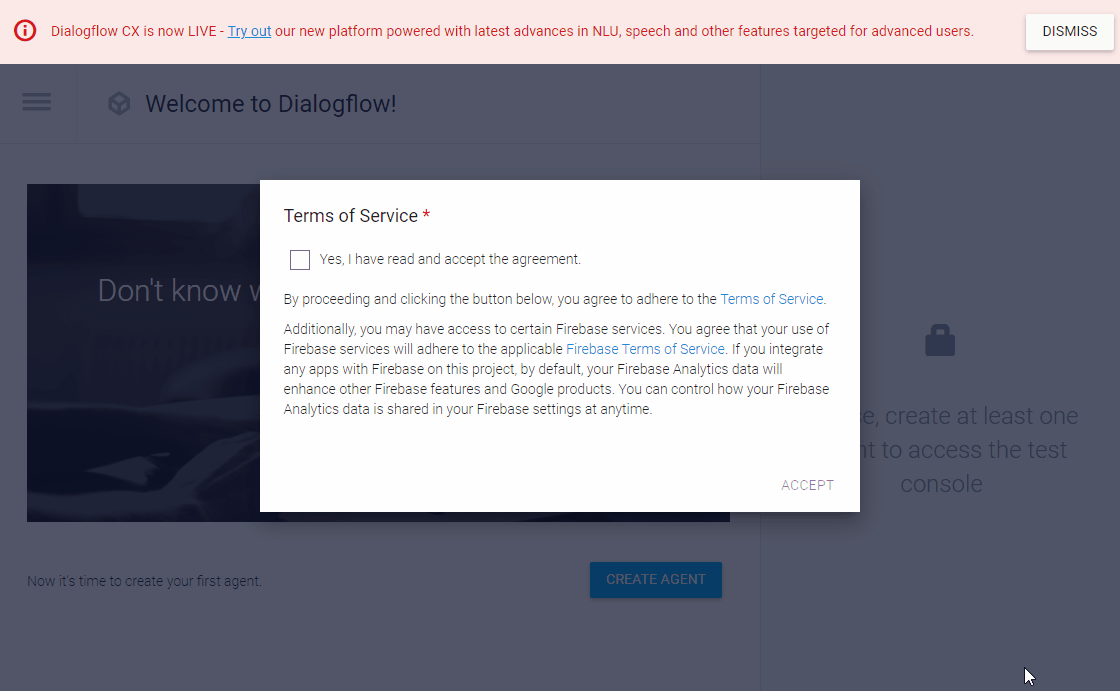 Dialogflow CX is now LIVE - Try out our new platform powered with latest advances in NLU, speech and other features targeted for advanced users.
DISMISS
Welcome to Dialogflow!
Don't know
Terms of Service *
Yes, I have read and accept the agreement.
By proceeding and clicking the button below, you agree to adhere to the Terms of Service.
Additionally, you may have access to certain Firebase services. You agree that your use of
Firebase services will adhere to the applicable Firebase Terms of Service. If you integrate
any apps with Firebase on this project, by default, your Firebase Analytics data will
enhance other Firebase features and Google products. You can control how your Firebase
Analytics data is shared in your Firebase settings at anytime.
ACCEPT
create at least one
to access the test
console
Now it's time to create your first agent.
CREATE AGENT